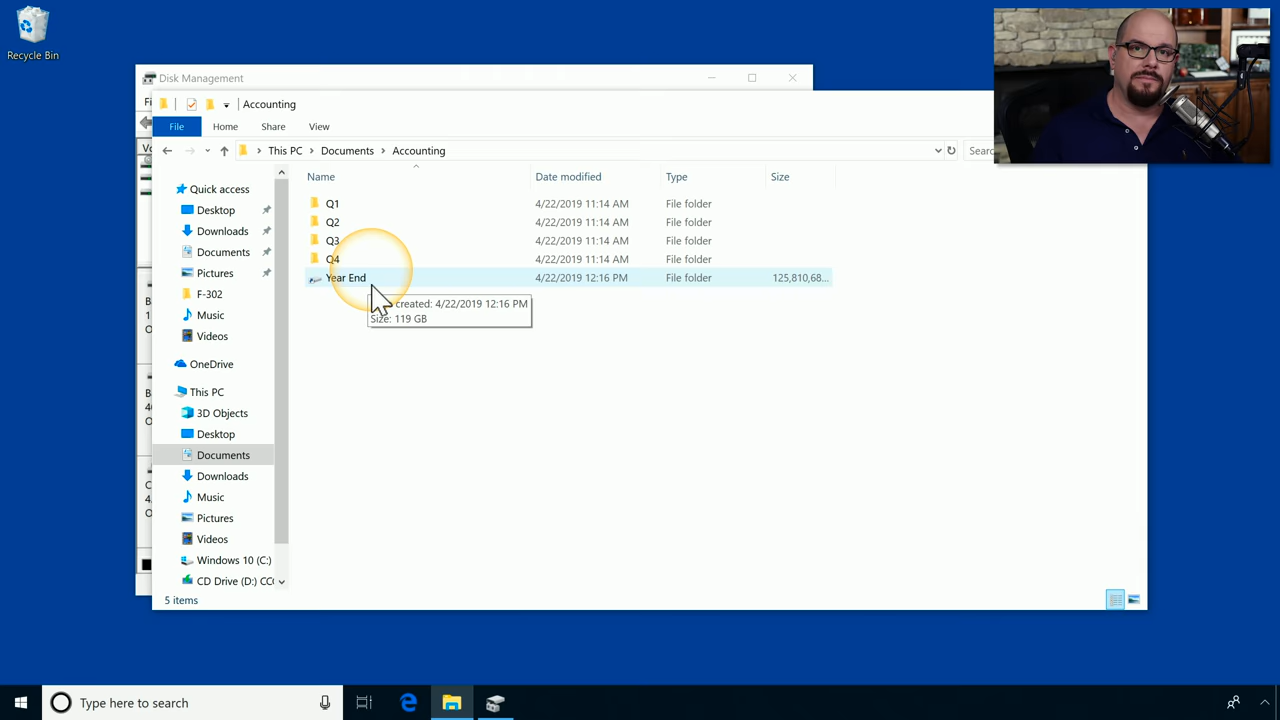 Recycle Bin
Disk Management
Accounting
File Home Share View
This PC Documents Accounting
Name Date modified Type Size
Quick access
Desktop
Downloads
Documents
Pictures
F-302
Music
Videos
OneDrive
This PC
3D Objects
Desktop
Documents
Downloads
Music
Pictures
Videos
Windows 10 (C:)
CD Drive (D:)
Q1 4/22/2019 11:14 AM File folder
Q2 4/22/2019 11:14 AM File folder
Q3 4/22/2019 11:14 AM File folder
Q4 4/22/2019 11:14 AM File folder
Year End 4/22/2019 12:16 PM File folder 125,810,68...
created: 4/22/2019 12:16 PM
Size: 119 GB
5 items
Type here to search